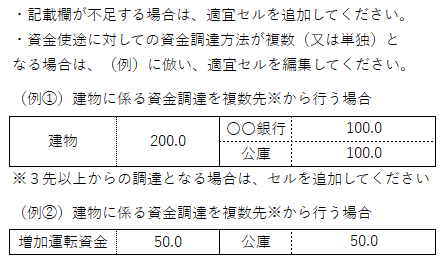 ・記載欄が不足する場合は、適宜セルを追加してください。
・資金使途に対しての資金調達方法が複数（又は単独）と
なる場合は、（例）に倣い、適宜セルを編集してください。
（例①）建物に係る資金調達を複数先※から行う場合
建物 200.0 〇〇銀行 100.0
公庫 100.0
※３先以上からの調達となる場合は、セルを追加してください
（例②）建物に係る資金調達を複数先※から行う場合
増加運転資金 50.0 公庫 50.0